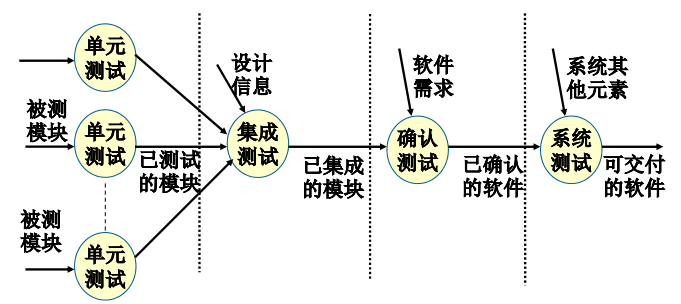 单元
测试
被测
模块
单元
测试
被测
模块
单元
测试
已测试
的模块
设计
信息
集成
测试
已集成
的模块
软件
需求
确认
测试
已确认
的软件
系统其
他元素
系统
测试
可交付
的软件